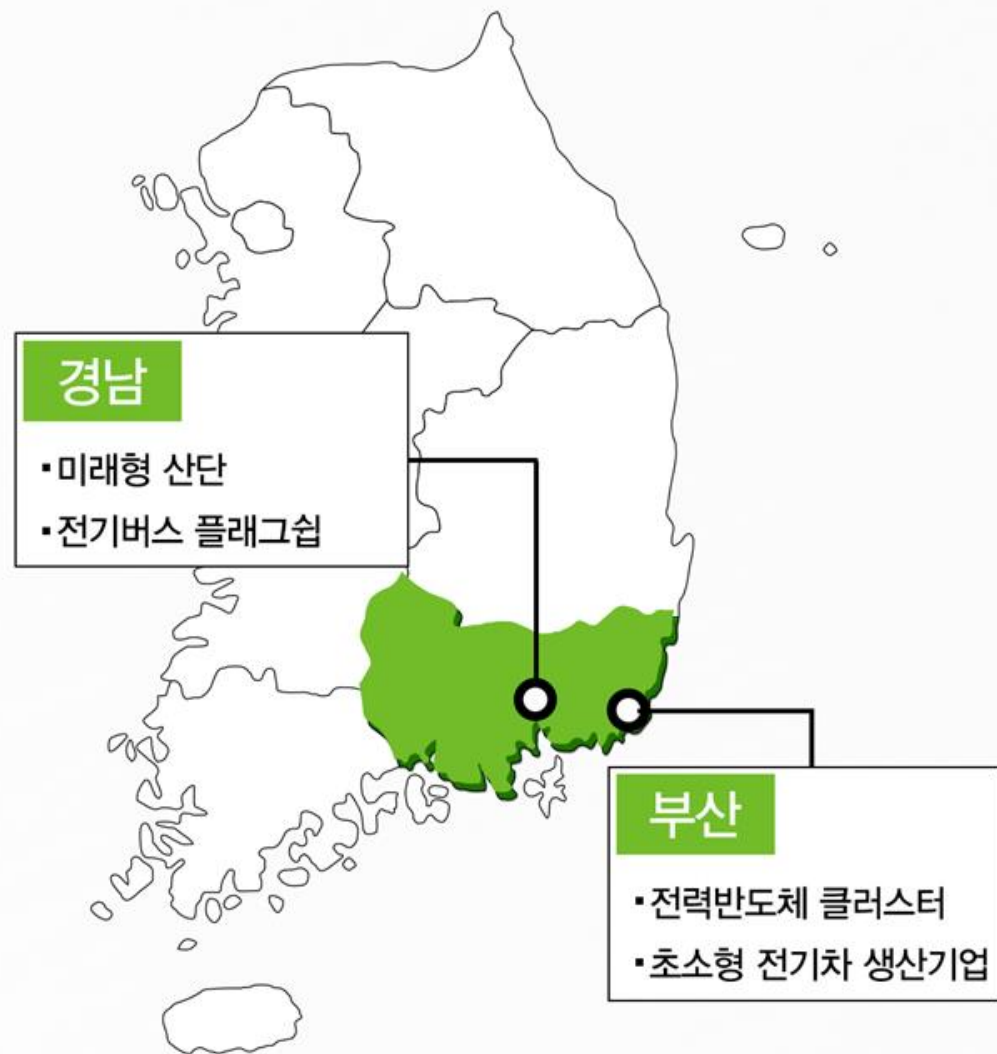 경남
▪미래형 산단
▪전기버스 플래그쉽
부산
▪전력반도체 클러스터
▪초소형 전기차 생산기업